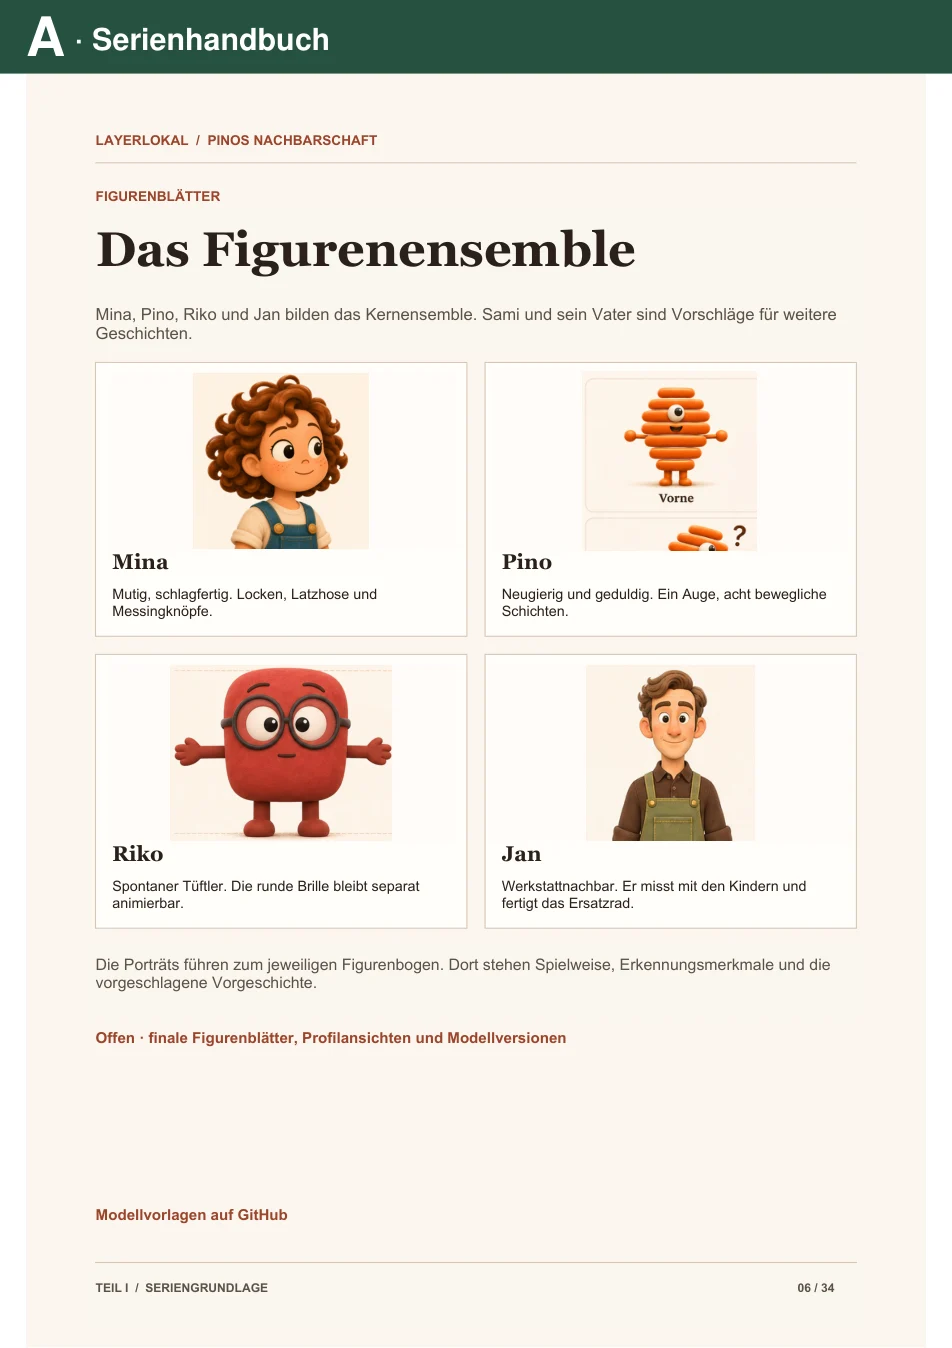 A · Serienhandbuch
LAYERLOKAL / PINOS NACHBARSCHAFT
FIGURENBLÄTTER
Das Figurenensemble
Mina, Pino, Riko und Jan bilden das Kernensemble. Sami und sein Vater sind Vorschläge für weitere
Geschichten.
Mina
Mutig, schlagfertig. Locken, Latzhose und
Messingknöpfe.
Vorne
?
Pino
Neugierig und geduldig. Ein Auge, acht bewegliche
Schichten.
Riko
Spontaner Tüftler. Die runde Brille bleibt separat
animierbar.
Jan
Werkstattnachbar. Er misst mit den Kindern und
fertigt das Ersatzrad.
Die Porträts führen zum jeweiligen Figurenbogen. Dort stehen Spielweise, Erkennungsmerkmale und die
vorgeschlagene Vorgeschichte.
Offen · finale Figurenblätter, Profilansichten und Modellversionen
Modellvorlagen auf GitHub
TEIL I / SERIENGRUNDLAGE
06 / 34